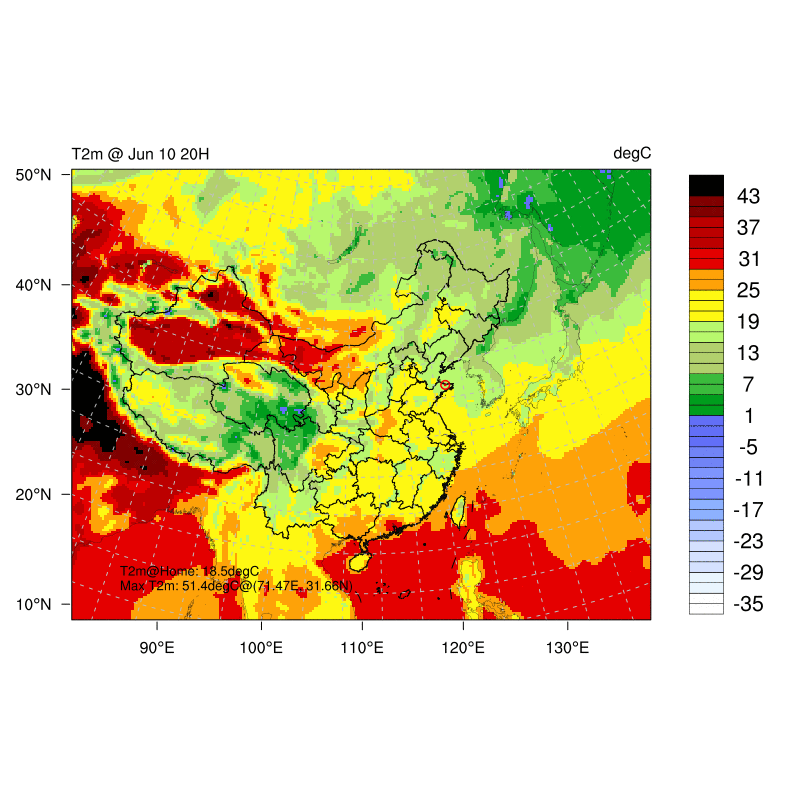 T2m @ Jun 10 20H
degC
50°N
40°N
30°N
20°N
10°N
90°E
100°E
110°E
120°E
130°E
T2m@Home: 18.5degC
Max T2m: 51.4degC@(71.47E, 31.66N)
43
37
31
25
19
13
7
1
-5
-11
-17
-23
-29
-35